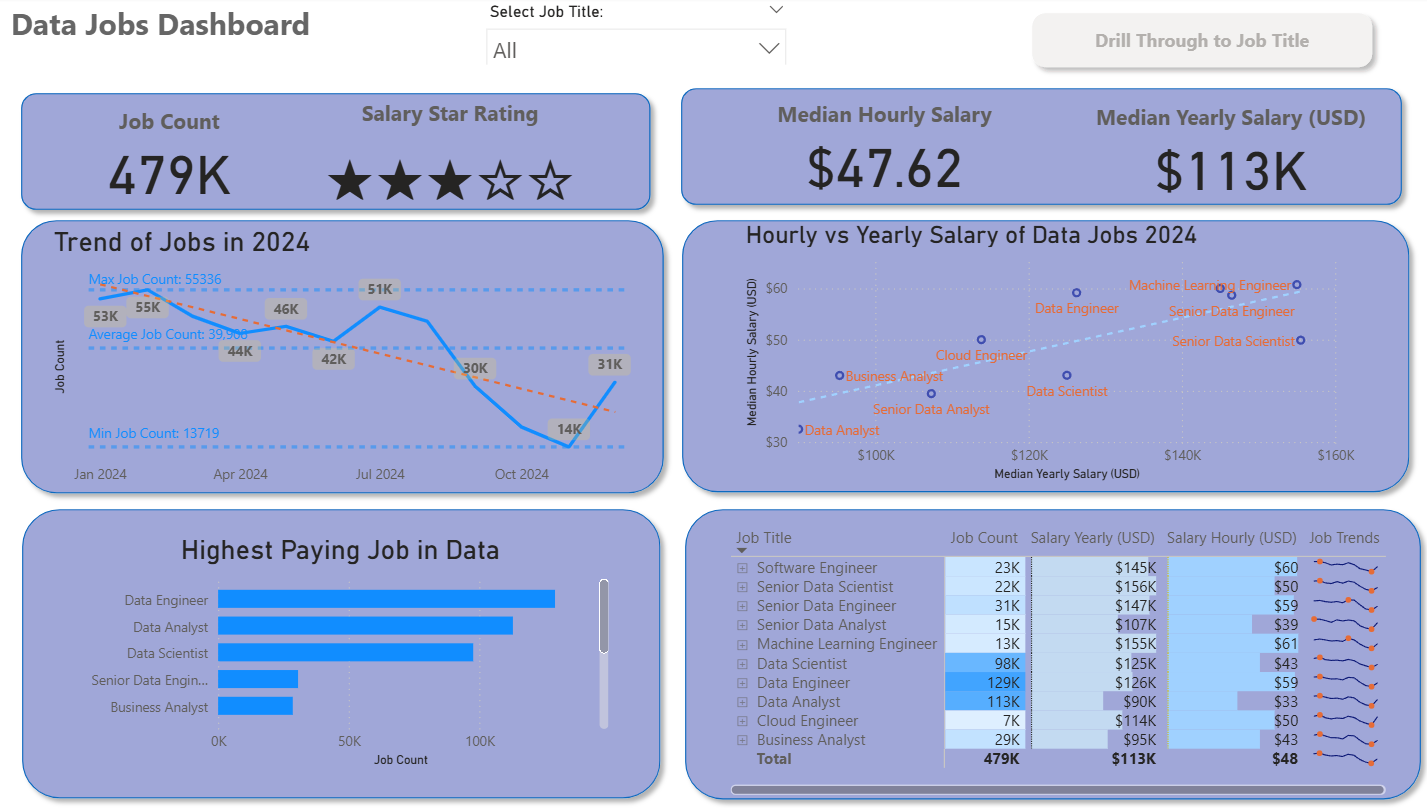 Data Jobs Dashboard
Select Job Title:
All
Drill Through to Job Title
Job Count
479K
Salary Star Rating
★★★☆☆
Median Hourly Salary
$47.62
Median Yearly Salary (USD)
$113K
Trend of Jobs in 2024
Max Job Count: 55336
53K
55K
46K
51K
Average Job Count: 39,908
44K
42K
30K
31K
14K
Min Job Count: 13719
Job Count
Jan 2024
Apr 2024
Jul 2024
Oct 2024
Hourly vs Yearly Salary of Data Jobs 2024
Median Hourly Salary (USD)
$60
$50
$40
$30
Machine Learning Engineer
Data Engineer
Senior Data Engineer
Senior Data Scientist
Cloud Engineer
Business Analyst
Data Scientist
Senior Data Analyst
Data Analyst
$100K
$120K
$140K
$160K
Median Yearly Salary (USD)
Highest Paying Job in Data
Data Engineer
Data Analyst
Data Scientist
Senior Data Engin...
Business Analyst
0K
50K
100K
Job Count
Job Title Job Count Salary Yearly (USD) Salary Hourly (USD) Job Trends
Software Engineer 23K $145K $60
Senior Data Scientist 22K $156K $50
Senior Data Engineer 31K $147K $59
Senior Data Analyst 15K $107K $39
Machine Learning Engineer 13K $155K $61
Data Scientist 98K $125K $43
Data Engineer 129K $126K $59
Data Analyst 113K $90K $33
Cloud Engineer 7K $114K $50
Business Analyst 29K $95K $43
Total 479K $113K $48